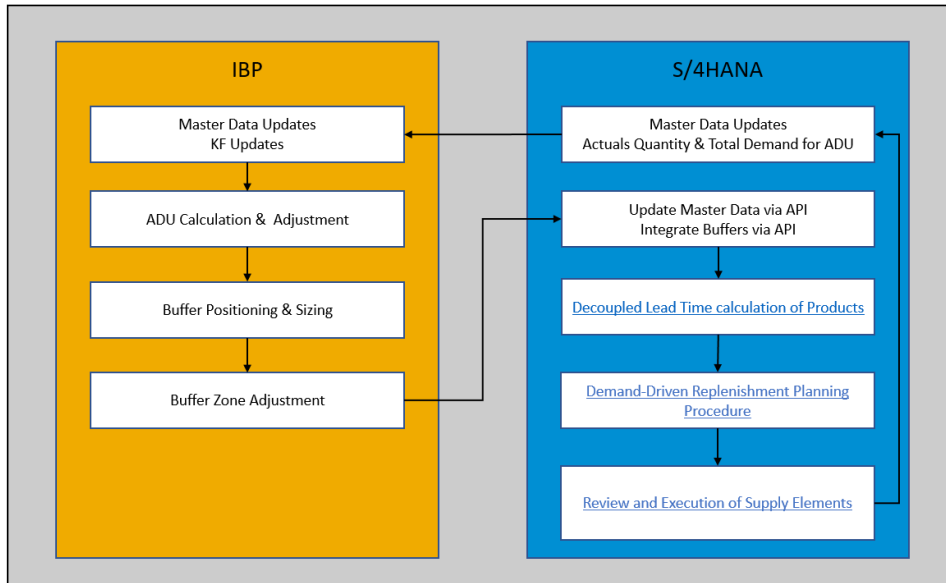 IBP
Master Data Updates
KF Updates
ADU Calculation & Adjustment
Buffer Positioning & Sizing
Buffer Zone Adjustment
S/4HANA
Master Data Updates
Actuals Quantity & Total Demand for ADU
Update Master Data via API
Integrate Buffers via API
Decoupled Lead Time calculation of Products
Demand-Driven Replenishment Planning
Procedure
Review and Execution of Supply Elements